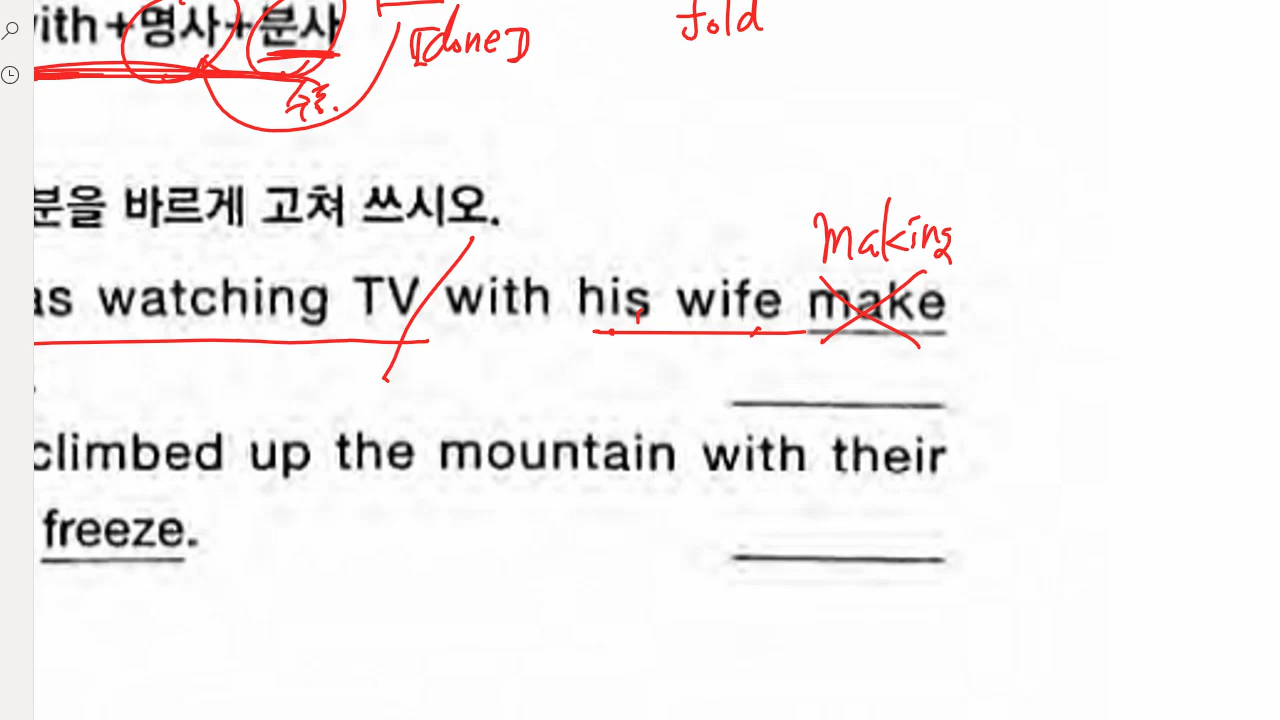 ith+명사+분사
[done]
fold
분을 바르게 고쳐 쓰시오.
making
as watching TV with his wife make
climbed up the mountain with their
freeze.